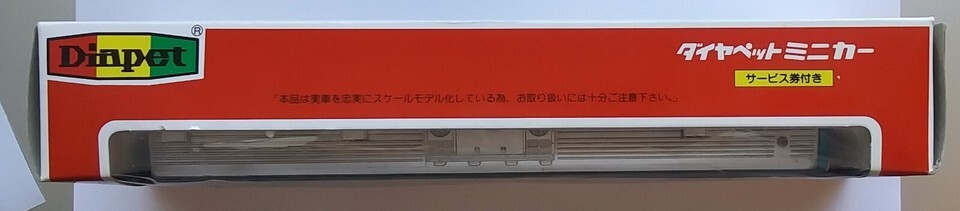 Diapet®
ダイヤペットミニカー
サービス券付き
「本品は実車を忠実にスケールモデル化している為、お取り扱いには十分ご注意下さい。」